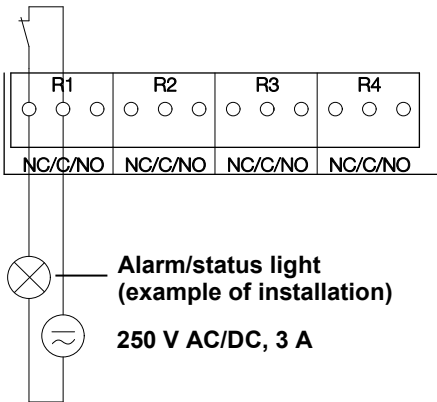 R1 R2 R3 R4
NC/C/NO NC/C/NO NC/C/NO NC/C/NO
Alarm/status light
(example of installation)
250 V AC/DC, 3 A